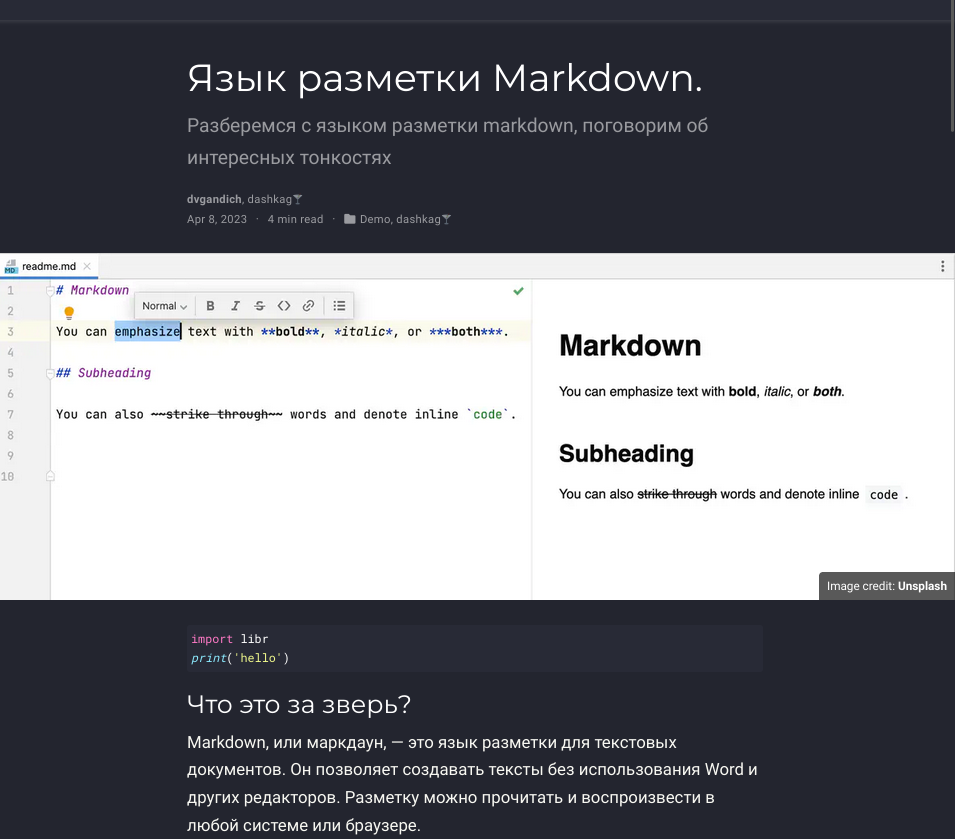 Язык разметки Markdown.
Разберемся с языком разметки markdown, поговорим об
интересных тонкостях
dvgandich, dashkag
Apr 8, 2023 · 4 min read · Demo, dashkag
MD readme.md
1 # Markdown
Normal B I S <>
2
3 You can emphasize text with **bold**, *italic*, or ***both***.
4
5 ## Subheading
6
7 You can also ~~strike through~~ words and denote inline `code`.
8
9
10
Markdown
You can emphasize text with bold, italic, or both.
Subheading
You can also strike through words and denote inline code .
Image credit: Unsplash
import libr
print('hello')
Что это за зверь?
Markdown, или маркдаун, — это язык разметки для текстовых
документов. Он позволяет создавать тексты без использования Word и
других редакторов. Разметку можно прочитать и воспроизвести в
любой системе или браузере.